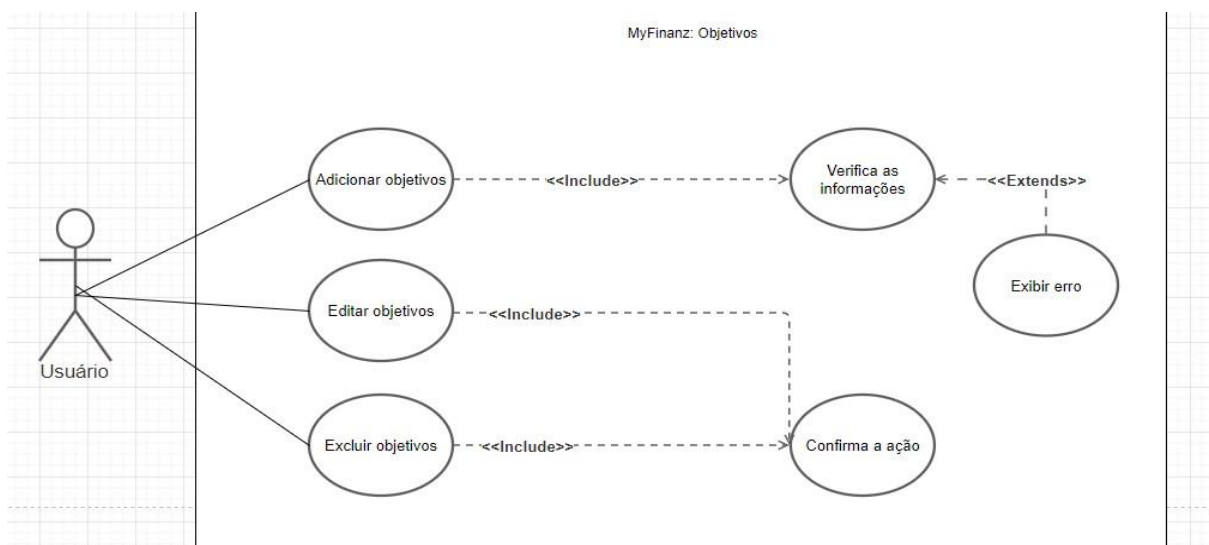 MyFinanz: Objetivos
Adicionar objetivos
<<Include>>
Verifica as
informações
<<Extends>>
Exibir erro
Editar objetivos
<<Include>>
Usuário
Excluir objetivos
<<Include>>
Confirma a ação